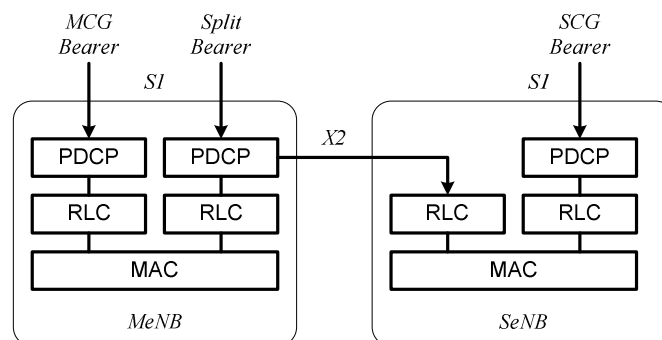 MCG
Bearer
Split
Bearer
SCG
Bearer
S1
S1
X2
PDCP
PDCP
PDCP
RLC
RLC
RLC
RLC
MAC
MAC
MeNB
SeNB